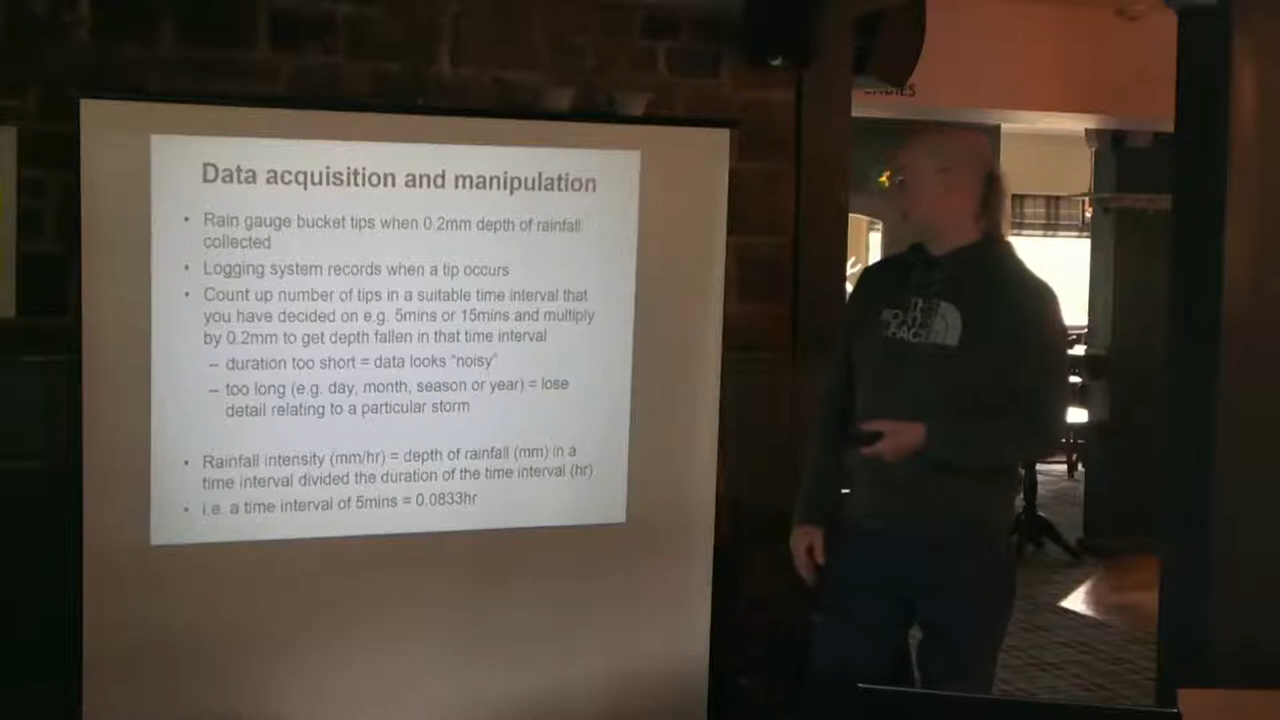 Data acquisition and manipulation
• Rain gauge bucket tips when 0.2mm depth of rainfall
collected
• Logging system records when a tip occurs
• Count up number of tips in a suitable time interval that
you have decided on e.g. 5mins or 15mins and multiply
by 0.2mm to get depth fallen in that time interval
– duration too short = data looks "noisy"
– too long (e.g. day, month, season or year) = lose
detail relating to a particular storm
• Rainfall intensity (mm/hr) = depth of rainfall (mm) in a
time interval divided the duration of the time interval (hr)
• i.e. a time interval of 5mins = 0.0833hr
THE
NORTH
FACE